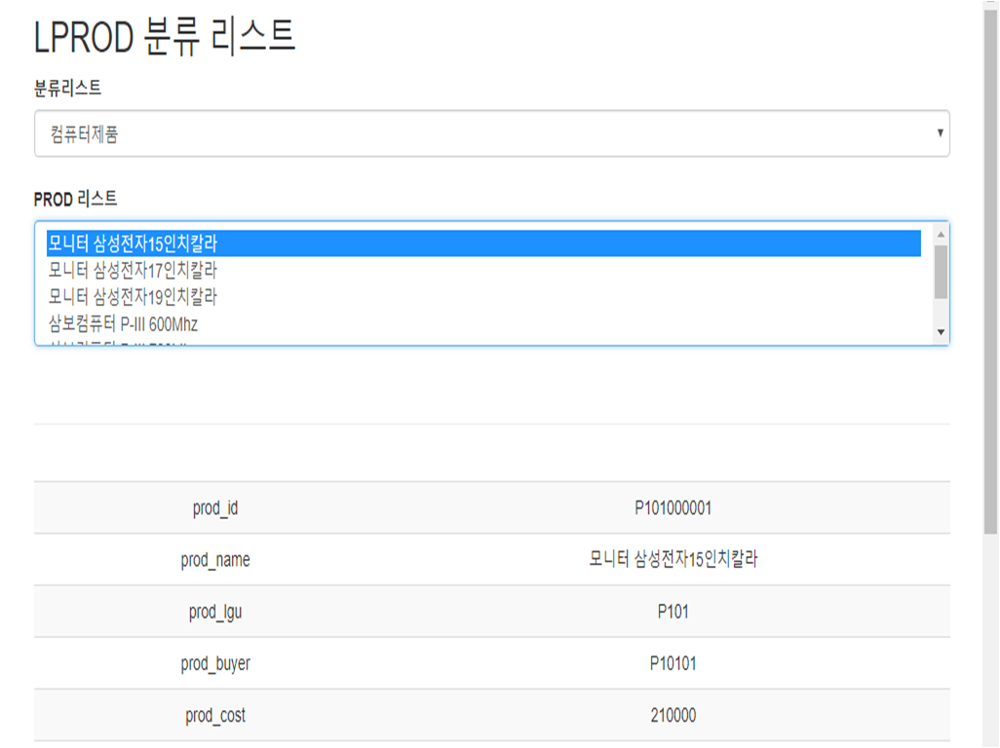 LPROD 분류 리스트
분류리스트
컴퓨터제품
PROD 리스트
모니터 삼성전자15인치칼라
모니터 삼성전자17인치칼라
모니터 삼성전자19인치칼라
삼보컴퓨터 P-III 600Mhz
prod_id P101000001
prod_name 모니터 삼성전자15인치칼라
prod_lgu P101
prod_buyer P10101
prod_cost 210000